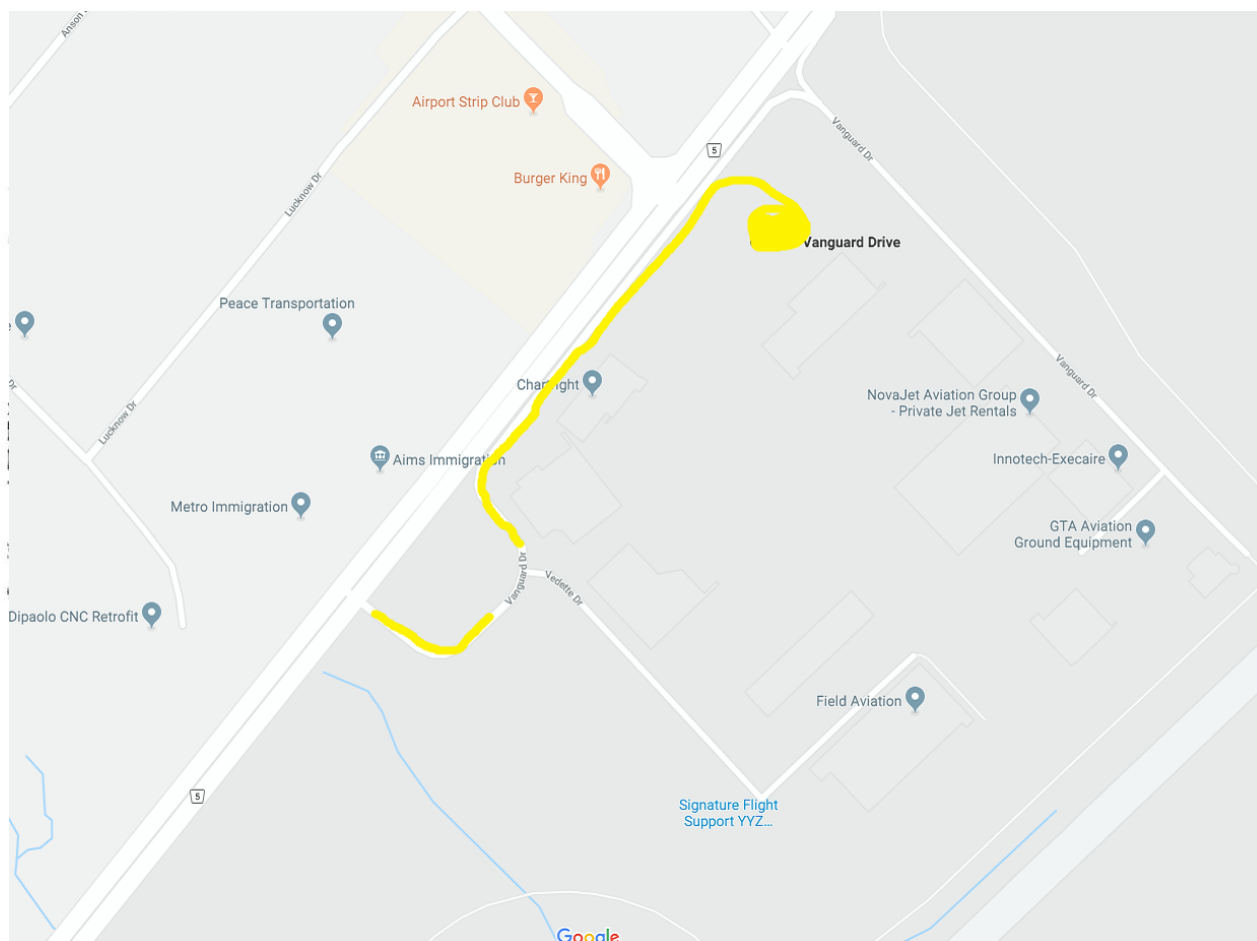 Anson
Airport Strip Club
5
Vanguard Dr
Burger King
Lucknow Dr
Vanguard Drive
Peace Transportation
e
Dr
Chartright
Vanguard Dr
NovaJet Aviation Group
- Private Jet Rentals
Lucknow Dr
Aims Immigration
Innotech-Execaire
Metro Immigration
GTA Aviation
Ground Equipment
Vanguard Dr
Vedette Dr
Dipaolo CNC Retrofit
Field Aviation
5
Signature Flight
Support YYZ...
Google